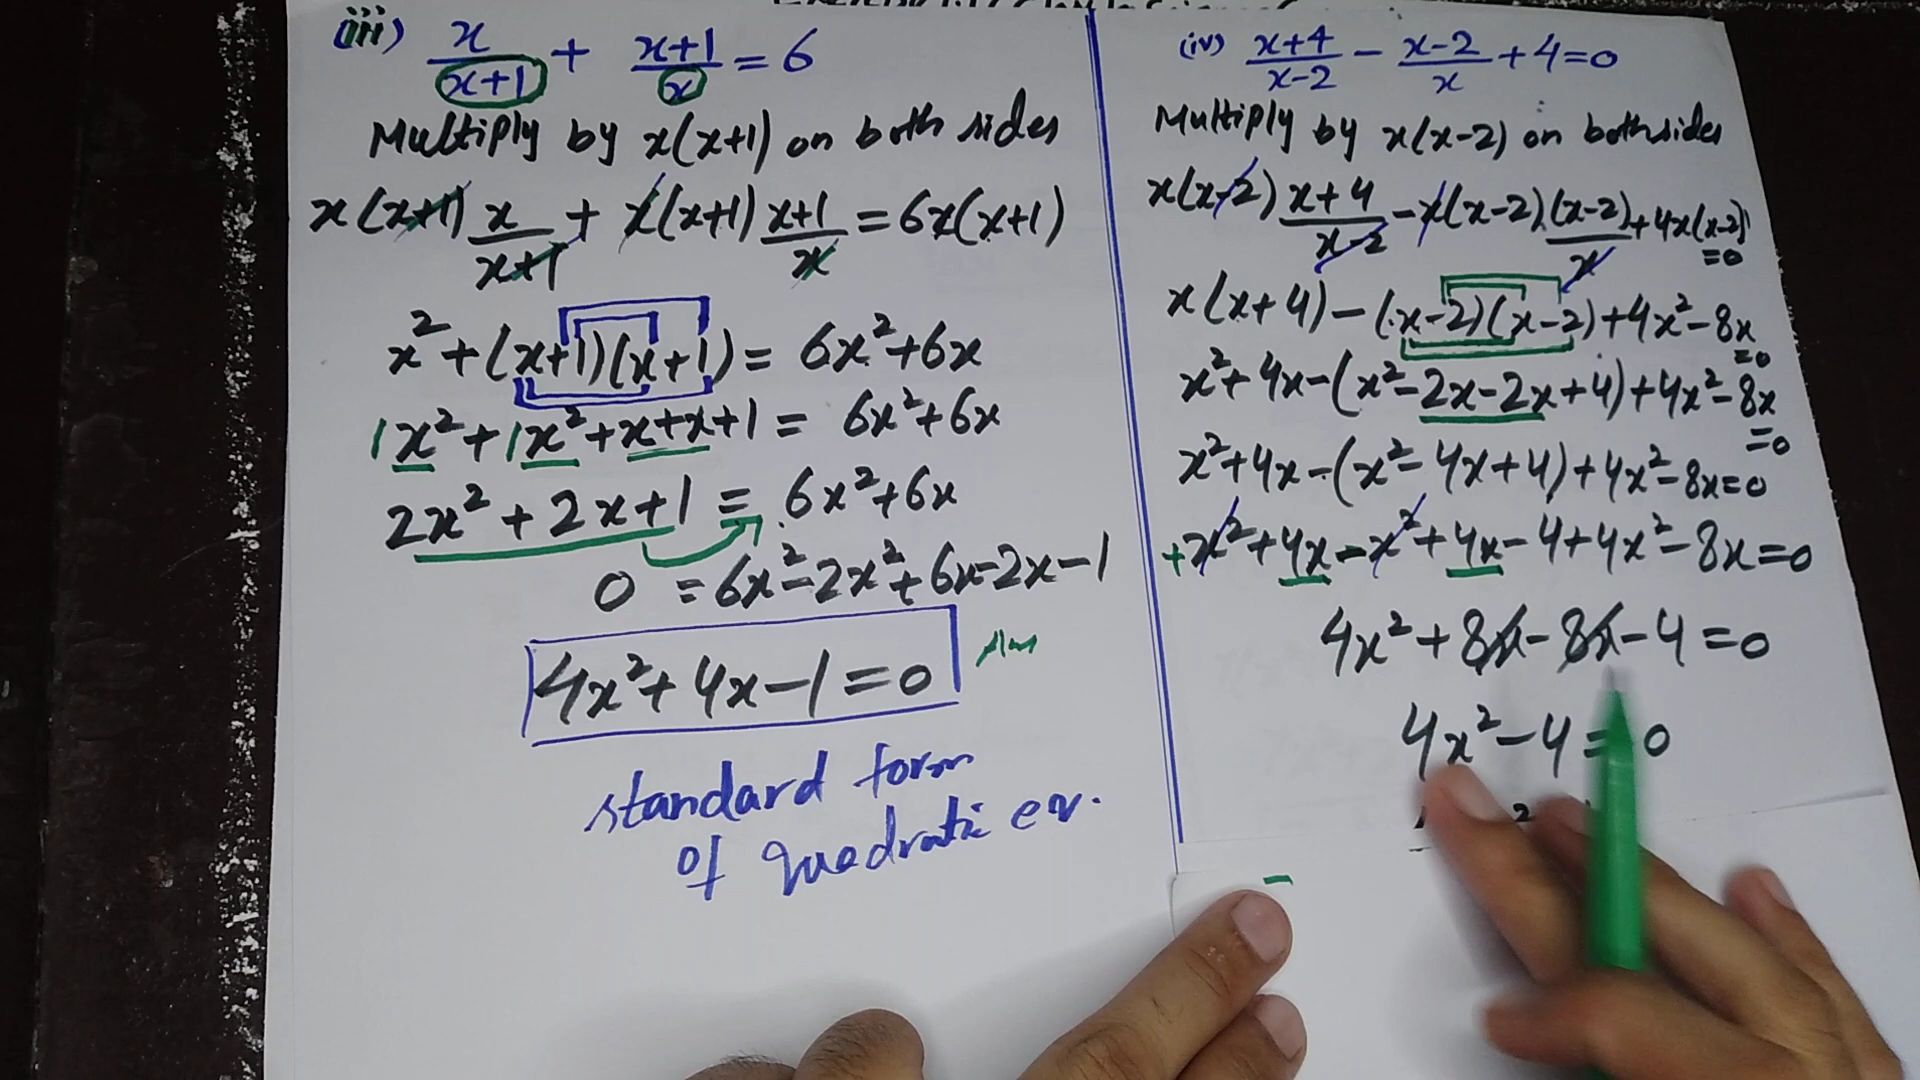 iii) x/(x+1) + (x+1)/x = 6
Multiply by x(x+1) on both sides
x(x+1) x/(x+1) + x(x+1) (x+1)/x = 6x(x+1)
x²+(x+1)(x+1) = 6x²+6x
1x²+1x²+x+x+1 = 6x²+6x
2x²+2x+1 = 6x²+6x
0 = 6x²-2x²+6x-2x-1
4x²+4x-1=0 Ans
standard form
of quadratic eq.
(iv) (x+4)/(x-2) - (x-2)/x +4=0
Multiply by x(x-2) on both sides
x(x-2) (x+4)/(x-2) - x(x-2) (x-2)/x + 4x(x-2)
=0
x(x+4)-(x-2)(x-2)+4x²-8x
=0
x²+4x-(x²-2x-2x+4)+4x²-8x
=0
x²+4x-(x²-4x+4)+4x²-8x=0
+x²+4x-x²+4x-4+4x²-8x=0
4x²+8x-8x-4=0
4x²-4=0